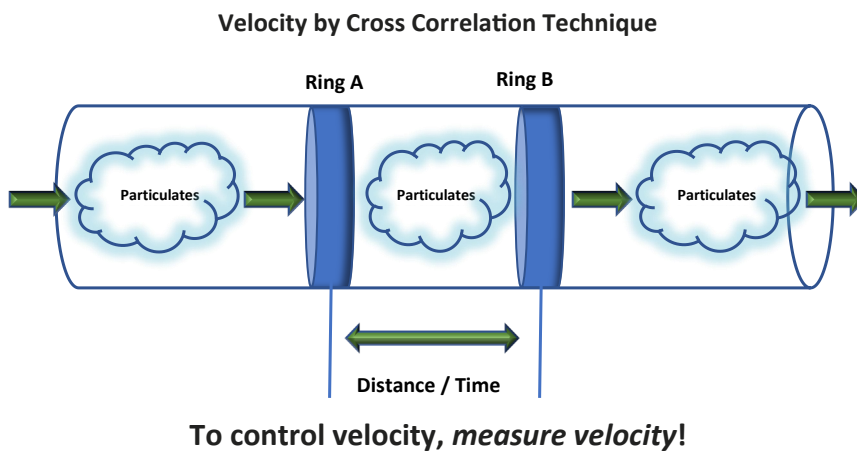 Velocity by Cross Correlation Technique
Ring A
Ring B
Particulates
Particulates
Particulates
Distance / Time
To control velocity, measure velocity!